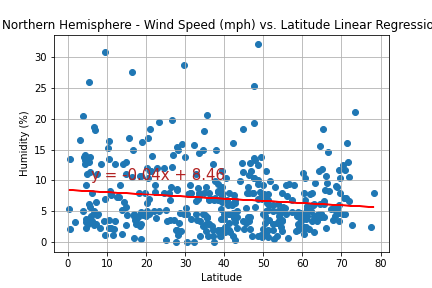 Northern Hemisphere - Wind Speed (mph) vs. Latitude Linear Regressio
30
25
20
15
10
5
0
Humidity (%)
y = -0.04x + 8.46
0 10 20 30 40 50 60 70 80
Latitude